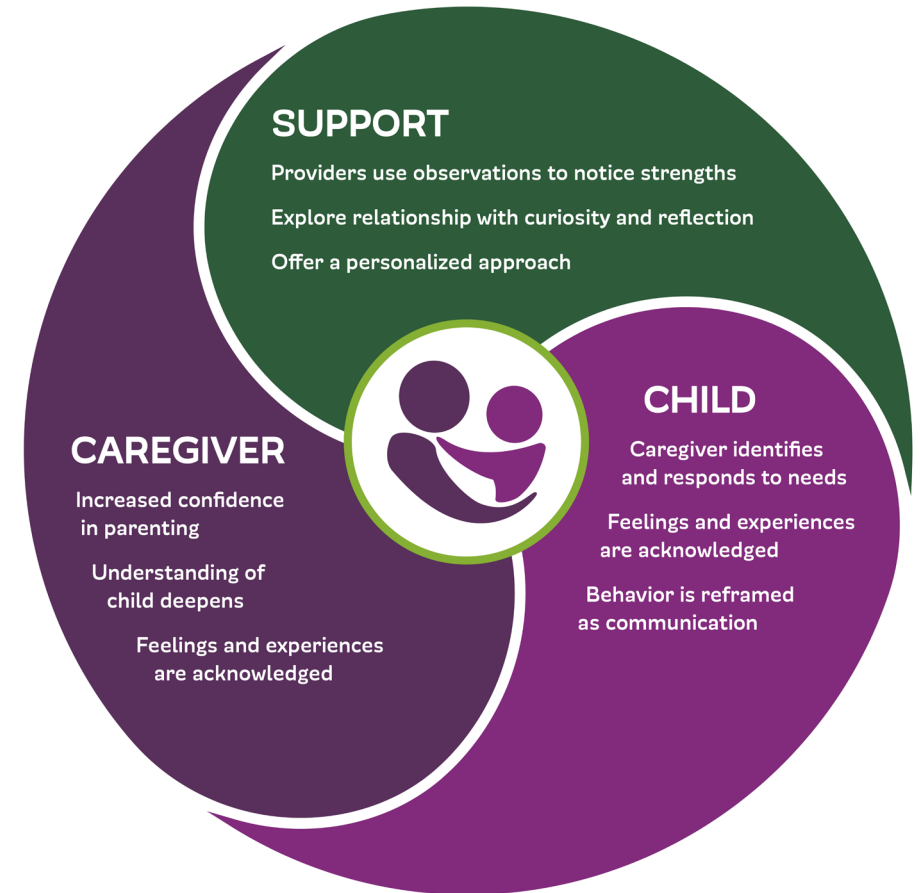 SUPPORT
Providers use observations to notice strengths
Explore relationship with curiosity and reflection
Offer a personalized approach
CHILD
Caregiver identifies
and responds to needs
Feelings and experiences
are acknowledged
Behavior is reframed
as communication
CAREGIVER
Increased confidence
in parenting
Understanding of
child deepens
Feelings and experiences
are acknowledged